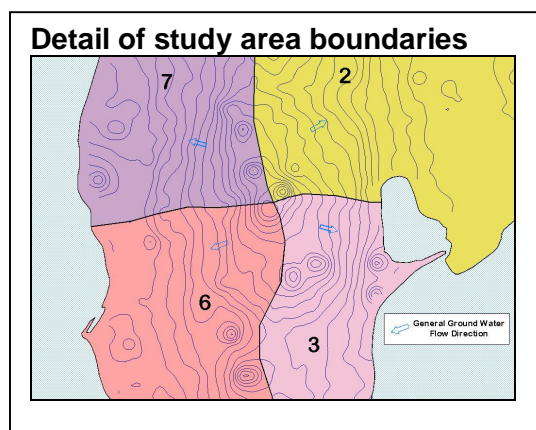 Detail of study area boundaries
7
2
6
3
General Ground Water
Flow Direction